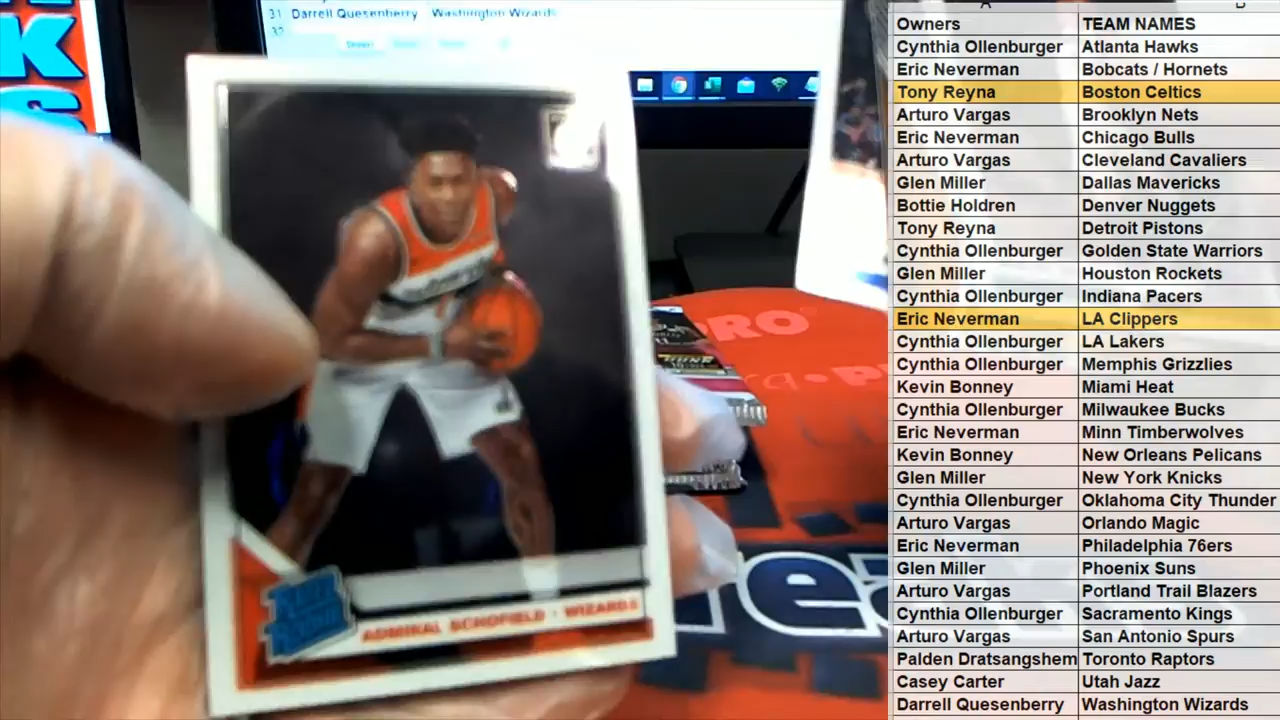 K
S
31 Darrell Quesenberry Washington Wizards
32
RATED ROOKIE
ADMIRAL SCHOFIELD · WIZARDS
PRO
A B
Owners TEAM NAMES
Cynthia Ollenburger Atlanta Hawks
Eric Neverman Bobcats / Hornets
Tony Reyna Boston Celtics
Arturo Vargas Brooklyn Nets
Eric Neverman Chicago Bulls
Arturo Vargas Cleveland Cavaliers
Glen Miller Dallas Mavericks
Bottie Holdren Denver Nuggets
Tony Reyna Detroit Pistons
Cynthia Ollenburger Golden State Warriors
Glen Miller Houston Rockets
Cynthia Ollenburger Indiana Pacers
Eric Neverman LA Clippers
Cynthia Ollenburger LA Lakers
Cynthia Ollenburger Memphis Grizzlies
Kevin Bonney Miami Heat
Cynthia Ollenburger Milwaukee Bucks
Eric Neverman Minn Timberwolves
Kevin Bonney New Orleans Pelicans
Glen Miller New York Knicks
Cynthia Ollenburger Oklahoma City Thunder
Arturo Vargas Orlando Magic
Eric Neverman Philadelphia 76ers
Glen Miller Phoenix Suns
Arturo Vargas Portland Trail Blazers
Cynthia Ollenburger Sacramento Kings
Arturo Vargas San Antonio Spurs
Palden Dratsangshem Toronto Raptors
Casey Carter Utah Jazz
Darrell Quesenberry Washington Wizards